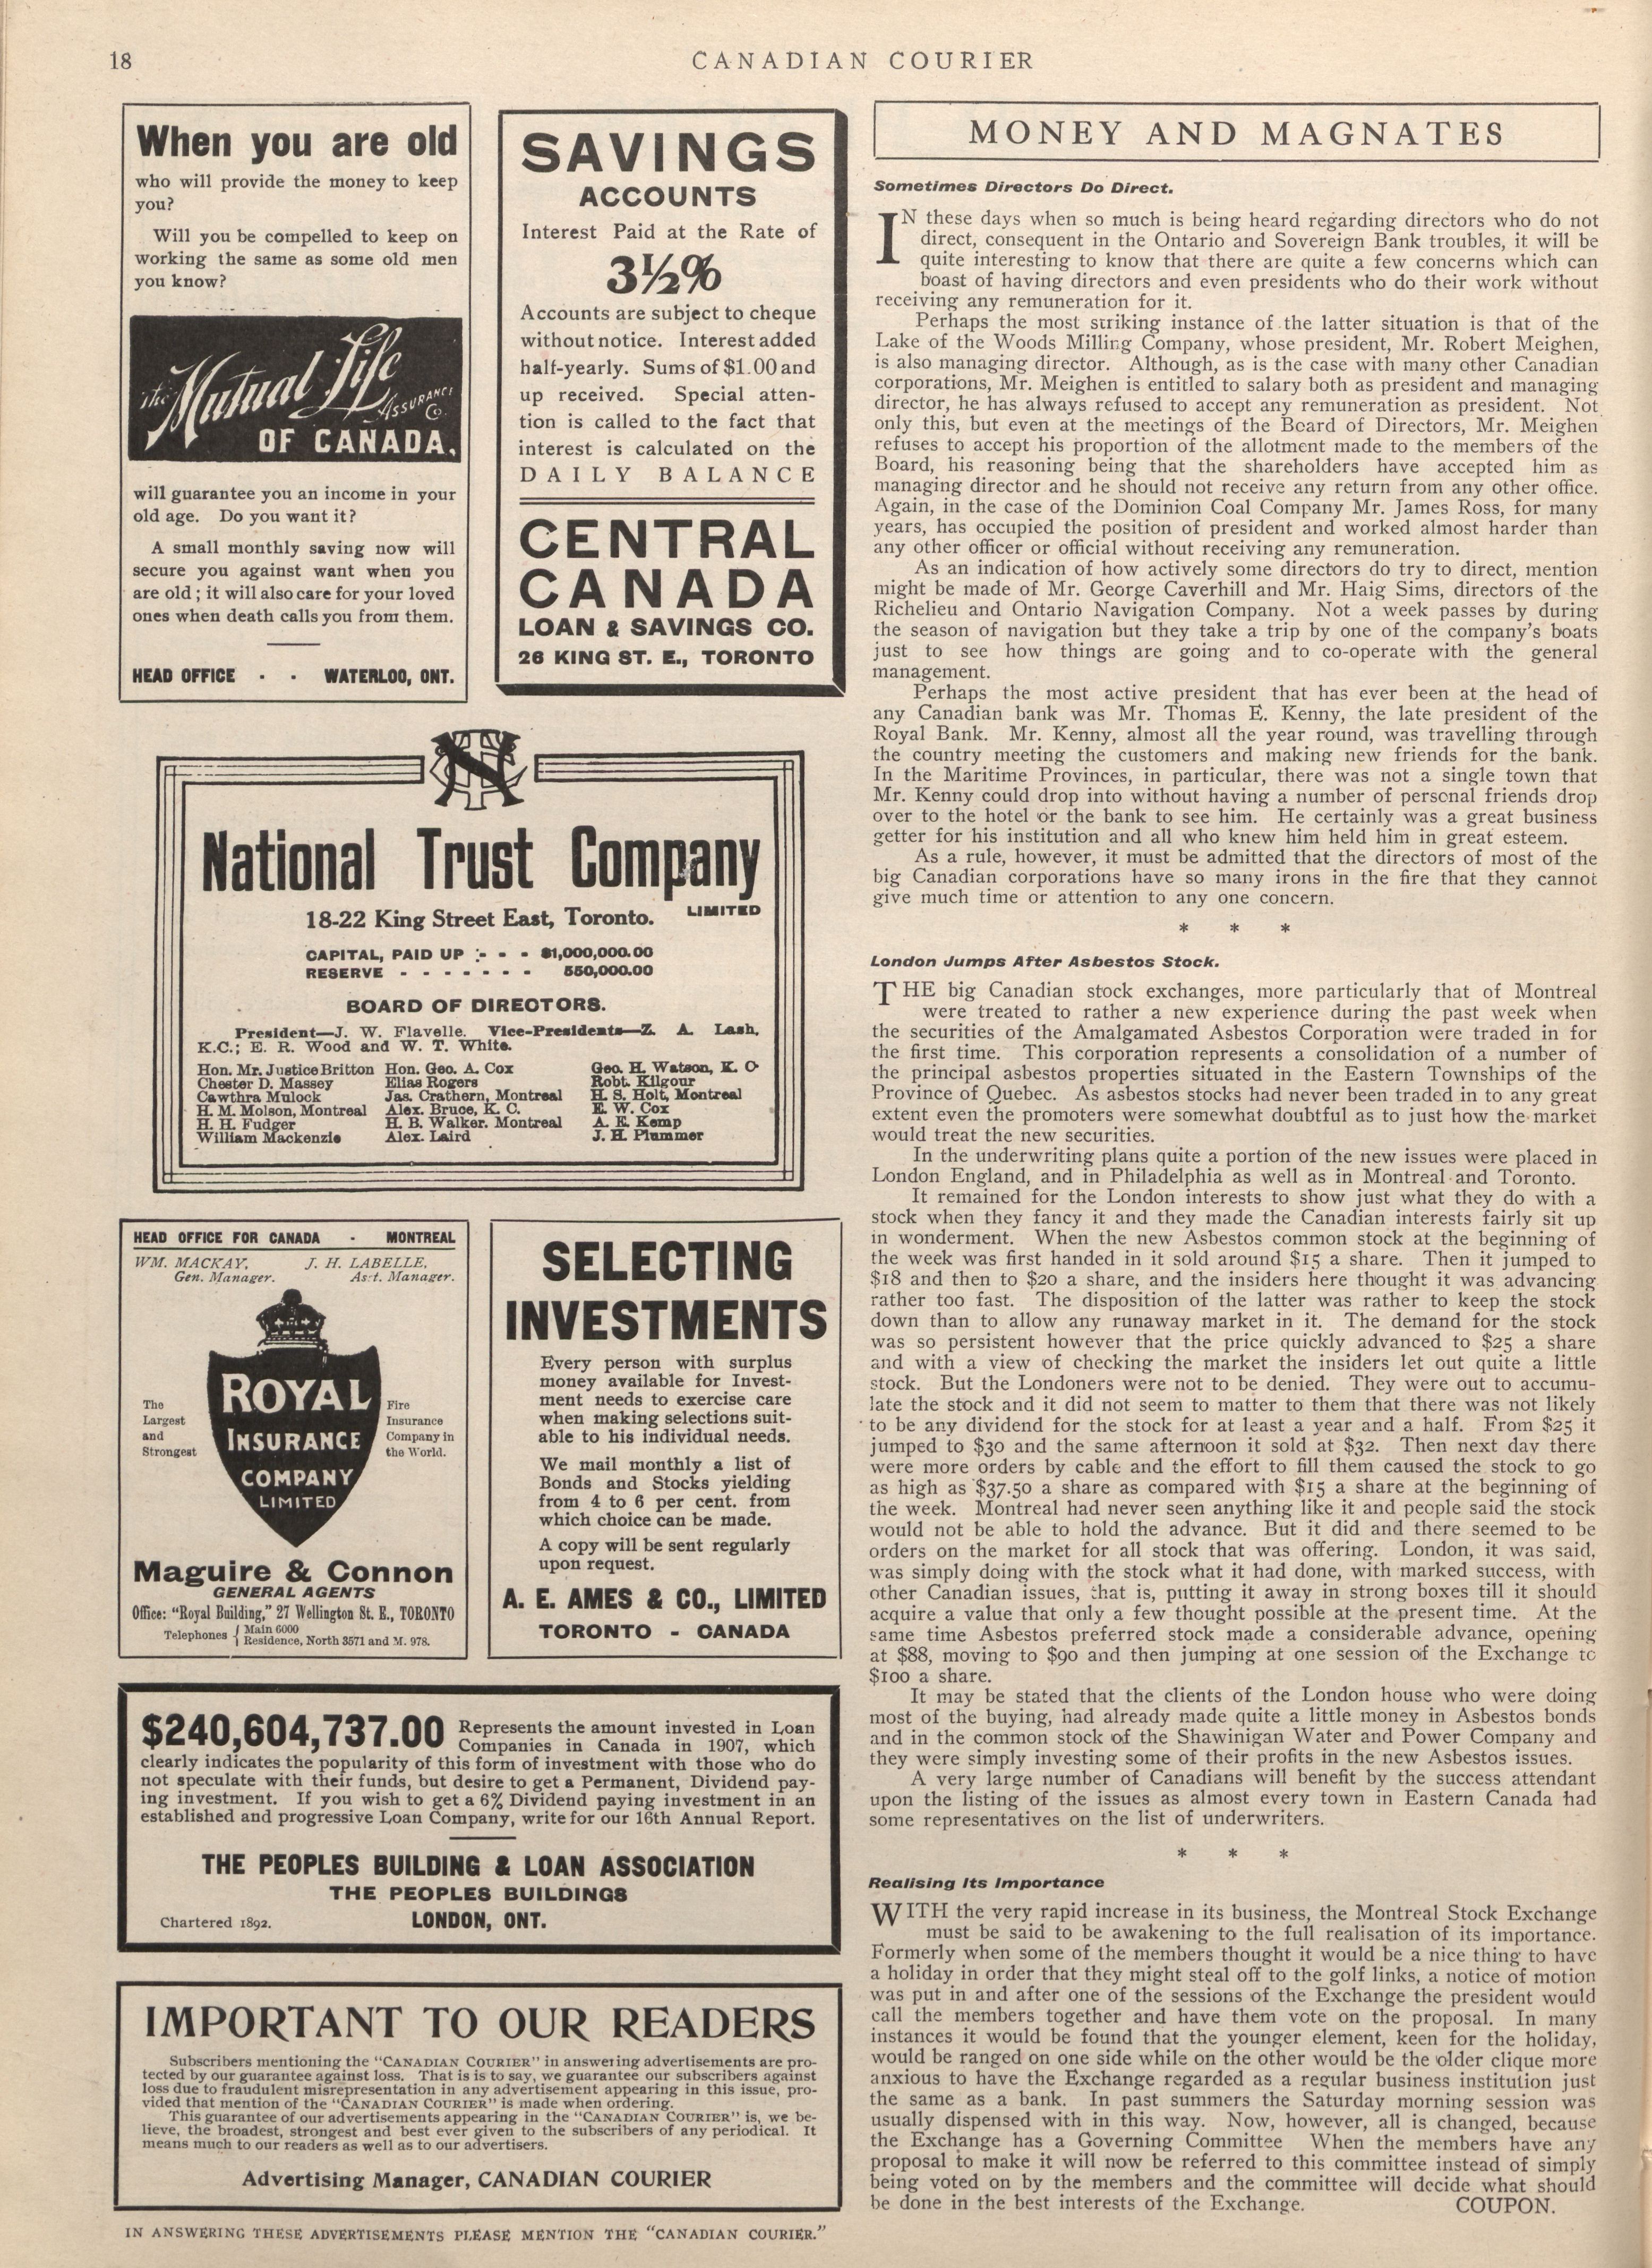 18
CANADIAN COURIER
When you are old
who will provide the money to keep
you?
Will you be compelled to keep on
working the same as some old men
you know?
The Mutual Life
ASSURANCE
Co.
OF CANADA.
will guarantee you an income in your
old age. Do you want it?
A small monthly saving now will
secure you against want when you
are old; it will also care for your loved
ones when death calls you from them.
HEAD OFFICE - - WATERLOO, ONT.
SAVINGS
ACCOUNTS
Interest Paid at the Rate of
3½%
Accounts are subject to cheque
without notice. Interest added
half-yearly. Sums of $1.00 and
up received. Special atten-
tion is called to the fact that
interest is calculated on the
DAILY BALANCE
CENTRAL
CANADA
LOAN & SAVINGS CO.
26 KING ST. E., TORONTO
National Trust Company
LIMITED
18-22 King Street East, Toronto.
CAPITAL, PAID UP - - - $1,000,000.00
RESERVE - - - - - - - 550,000.00
BOARD OF DIRECTORS.
President—J. W. Flavelle. Vice-Presidents—Z. A. Lash,
K.C.; E. R. Wood and W. T. White.
Hon. Mr. Justice Britton Hon. Geo. A. Cox Geo. H. Watson, K. C
Chester D. Massey Elias Rogers Robt. Kilgour
Cawthra Mulock Jas. Crathern, Montreal H. S. Holt, Montreal
H. M. Molson, Montreal Alex. Bruce, K. C. E. W. Cox
H. H. Fudger H. B. Walker. Montreal A. E. Kemp
William Mackenzie Alex. Laird J. H. Plummer
HEAD OFFICE FOR CANADA - MONTREAL
WM. MACKAY, J. H. LABELLE,
Gen. Manager. Asst. Manager.
The
Largest
and
Strongest
ROYAL
INSURANCE
COMPANY
LIMITED
Fire
Insurance
Company in
the World.
Maguire & Connon
GENERAL AGENTS
Office: "Royal Building," 27 Wellington St. E., TORONTO
Telephones { Main 6000
Residence, North 3571 and M. 978.
SELECTING
INVESTMENTS
Every person with surplus
money available for Invest-
ment needs to exercise care
when making selections suit-
able to his individual needs.
We mail monthly a list of
Bonds and Stocks yielding
from 4 to 6 per cent. from
which choice can be made.
A copy will be sent regularly
upon request.
A. E. AMES & CO., LIMITED
TORONTO - CANADA
$240,604,737.00 Represents the amount invested in Loan
Companies in Canada in 1907, which
clearly indicates the popularity of this form of investment with those who do
not speculate with their funds, but desire to get a Permanent, Dividend pay-
ing investment. If you wish to get a 6% Dividend paying investment in an
established and progressive Loan Company, write for our 16th Annual Report.
THE PEOPLES BUILDING & LOAN ASSOCIATION
THE PEOPLES BUILDINGS
Chartered 1892. LONDON, ONT.
IMPORTANT TO OUR READERS
Subscribers mentioning the "CANADIAN COURIER" in answering advertisements are pro-
tected by our guarantee against loss. That is is to say, we guarantee our subscribers against
loss due to fraudulent misrepresentation in any advertisement appearing in this issue, pro-
vided that mention of the "CANADIAN COURIER" is made when ordering.
This guarantee of our advertisements appearing in the "CANADIAN COURIER" is, we be-
lieve, the broadest, strongest and best ever given to the subscribers of any periodical. It
means much to our readers as well as to our advertisers.
Advertising Manager, CANADIAN COURIER
IN ANSWERING THESE ADVERTISEMENTS PLEASE MENTION THE "CANADIAN COURIER."
MONEY AND MAGNATES
Sometimes Directors Do Direct.
IN these days when so much is being heard regarding directors who do not
direct, consequent in the Ontario and Sovereign Bank troubles, it will be
quite interesting to know that there are quite a few concerns which can
boast of having directors and even presidents who do their work without
receiving any remuneration for it.
Perhaps the most striking instance of the latter situation is that of the
Lake of the Woods Milling Company, whose president, Mr. Robert Meighen,
is also managing director. Although, as is the case with many other Canadian
corporations, Mr. Meighen is entitled to salary both as president and managing
director, he has always refused to accept any remuneration as president. Not
only this, but even at the meetings of the Board of Directors, Mr. Meighen
refuses to accept his proportion of the allotment made to the members of the
Board, his reasoning being that the shareholders have accepted him as
managing director and he should not receive any return from any other office.
Again, in the case of the Dominion Coal Company Mr. James Ross, for many
years, has occupied the position of president and worked almost harder than
any other officer or official without receiving any remuneration.
As an indication of how actively some directors do try to direct, mention
might be made of Mr. George Caverhill and Mr. Haig Sims, directors of the
Richelieu and Ontario Navigation Company. Not a week passes by during
the season of navigation but they take a trip by one of the company's boats
just to see how things are going and to co-operate with the general
management.
Perhaps the most active president that has ever been at the head of
any Canadian bank was Mr. Thomas E. Kenny, the late president of the
Royal Bank. Mr. Kenny, almost all the year round, was travelling through
the country meeting the customers and making new friends for the bank.
In the Maritime Provinces, in particular, there was not a single town that
Mr. Kenny could drop into without having a number of personal friends drop
over to the hotel or the bank to see him. He certainly was a great business
getter for his institution and all who knew him held him in great esteem.
As a rule, however, it must be admitted that the directors of most of the
big Canadian corporations have so many irons in the fire that they cannot
give much time or attention to any one concern.
* * *
London Jumps After Asbestos Stock.
THE big Canadian stock exchanges, more particularly that of Montreal
were treated to rather a new experience during the past week when
the securities of the Amalgamated Asbestos Corporation were traded in for
the first time. This corporation represents a consolidation of a number of
the principal asbestos properties situated in the Eastern Townships of the
Province of Quebec. As asbestos stocks had never been traded in to any great
extent even the promoters were somewhat doubtful as to just how the market
would treat the new securities.
In the underwriting plans quite a portion of the new issues were placed in
London England, and in Philadelphia as well as in Montreal and Toronto.
It remained for the London interests to show just what they do with a
stock when they fancy it and they made the Canadian interests fairly sit up
in wonderment. When the new Asbestos common stock at the beginning of
the week was first handed in it sold around $15 a share. Then it jumped to
$18 and then to $20 a share, and the insiders here thought it was advancing
rather too fast. The disposition of the latter was rather to keep the stock
down than to allow any runaway market in it. The demand for the stock
was so persistent however that the price quickly advanced to $25 a share
and with a view of checking the market the insiders let out quite a little
stock. But the Londoners were not to be denied. They were out to accumu-
late the stock and it did not seem to matter to them that there was not likely
to be any dividend for the stock for at least a year and a half. From $25 it
jumped to $30 and the same afternoon it sold at $32. Then next day there
were more orders by cable and the effort to fill them caused the stock to go
as high as $37.50 a share as compared with $15 a share at the beginning of
the week. Montreal had never seen anything like it and people said the stock
would not be able to hold the advance. But it did and there seemed to be
orders on the market for all stock that was offering. London, it was said,
was simply doing with the stock what it had done, with marked success, with
other Canadian issues, that is, putting it away in strong boxes till it should
acquire a value that only a few thought possible at the present time. At the
same time Asbestos preferred stock made a considerable advance, opening
at $88, moving to $90 and then jumping at one session of the Exchange to
$100 a share.
It may be stated that the clients of the London house who were doing
most of the buying, had already made quite a little money in Asbestos bonds
and in the common stock of the Shawinigan Water and Power Company and
they were simply investing some of their profits in the new Asbestos issues.
A very large number of Canadians will benefit by the success attendant
upon the listing of the issues as almost every town in Eastern Canada had
some representatives on the list of underwriters.
* * *
Realising Its Importance
WITH the very rapid increase in its business, the Montreal Stock Exchange
must be said to be awakening to the full realisation of its importance.
Formerly when some of the members thought it would be a nice thing to have
a holiday in order that they might steal off to the golf links, a notice of motion
was put in and after one of the sessions of the Exchange the president would
call the members together and have them vote on the proposal. In many
instances it would be found that the younger element, keen for the holiday,
would be ranged on one side while on the other would be the older clique more
anxious to have the Exchange regarded as a regular business institution just
the same as a bank. In past summers the Saturday morning session was
usually dispensed with in this way. Now, however, all is changed, because
the Exchange has a Governing Committee When the members have any
proposal to make it will now be referred to this committee instead of simply
being voted on by the members and the committee will decide what should
be done in the best interests of the Exchange. COUPON.